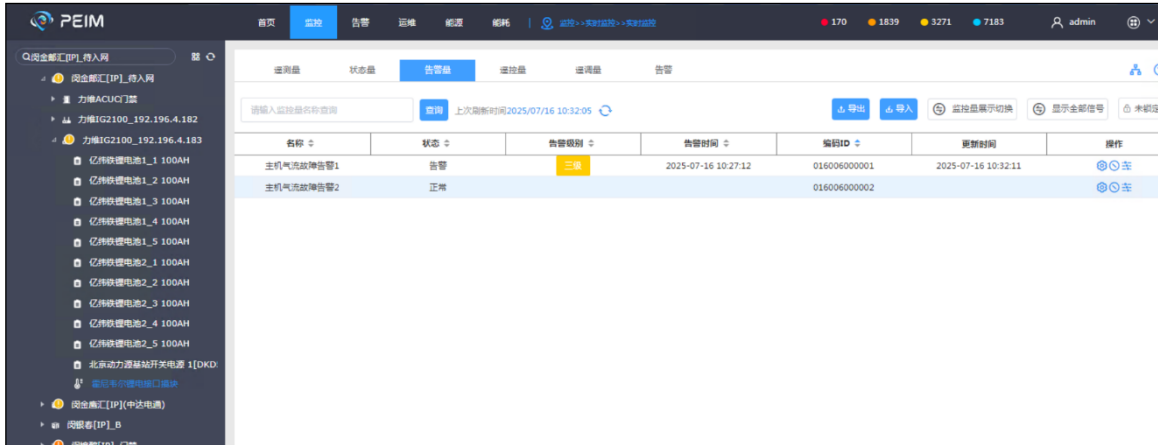 PEIM 首页 监控 告警 运维 能源 能耗 监控>>实时监控>>实时监控 170 1839 3271 7183 admin
闵金邮汇[IP]_待入网
闵金邮汇[IP]_待入网
力维ACUC门禁
力维IG2100_192.196.4.182
力维IG2100_192.196.4.183
亿纬铁锂电池1_1 100AH
亿纬铁锂电池1_2 100AH
亿纬铁锂电池1_3 100AH
亿纬铁锂电池1_4 100AH
亿纬铁锂电池1_5 100AH
亿纬铁锂电池2_1 100AH
亿纬铁锂电池2_2 100AH
亿纬铁锂电池2_3 100AH
亿纬铁锂电池2_4 100AH
亿纬铁锂电池2_5 100AH
北京动力源基站开关电源 1[DKD
霍尼韦尔锂电接口模块
[IP](中达电通)
闵银春[IP]_B
遥测量 状态量 告警量 遥控量 遥调量 告警
请输入监控量名称查询 查询 上次刷新时间2025/07/16 10:32:05 导出 导入 监控量展示切换 显示全部信号 未锁定
名称 状态 告警级别 告警时间 编码ID 更新时间 操作
主机气流故障告警1 告警 三级 2025-07-16 10:27:12 016006000001 2025-07-16 10:32:11
主机气流故障告警2 正常 016006000002